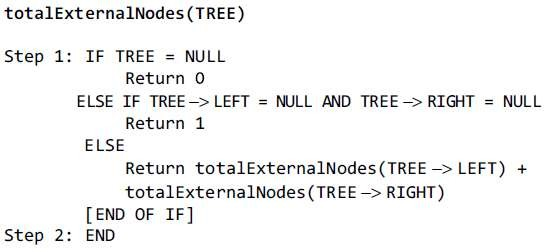 totalExternalNodes(TREE)
Step 1: IF TREE = NULL
Return 0
ELSE IF TREE–>LEFT = NULL AND TREE–>RIGHT = NULL
Return 1
ELSE
Return totalExternalNodes(TREE –> LEFT) +
totalExternalNodes(TREE –> RIGHT)
[END OF IF]
Step 2: END